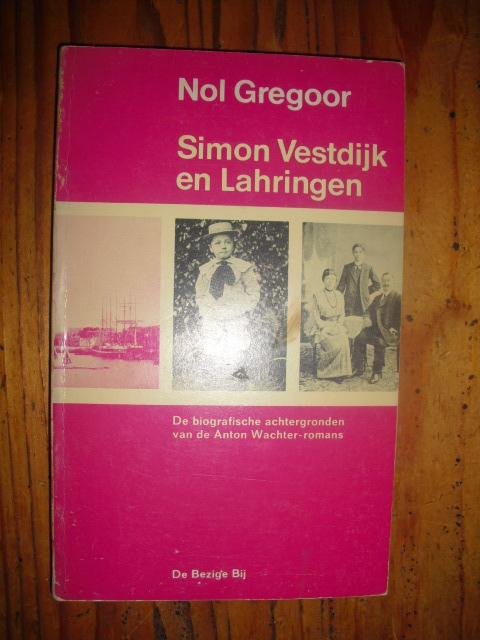 Nol Gregoor
Simon Vestdijk
en Lahringen
De biografische achtergronden
van de Anton Wachter-romans
De Bezige Bij